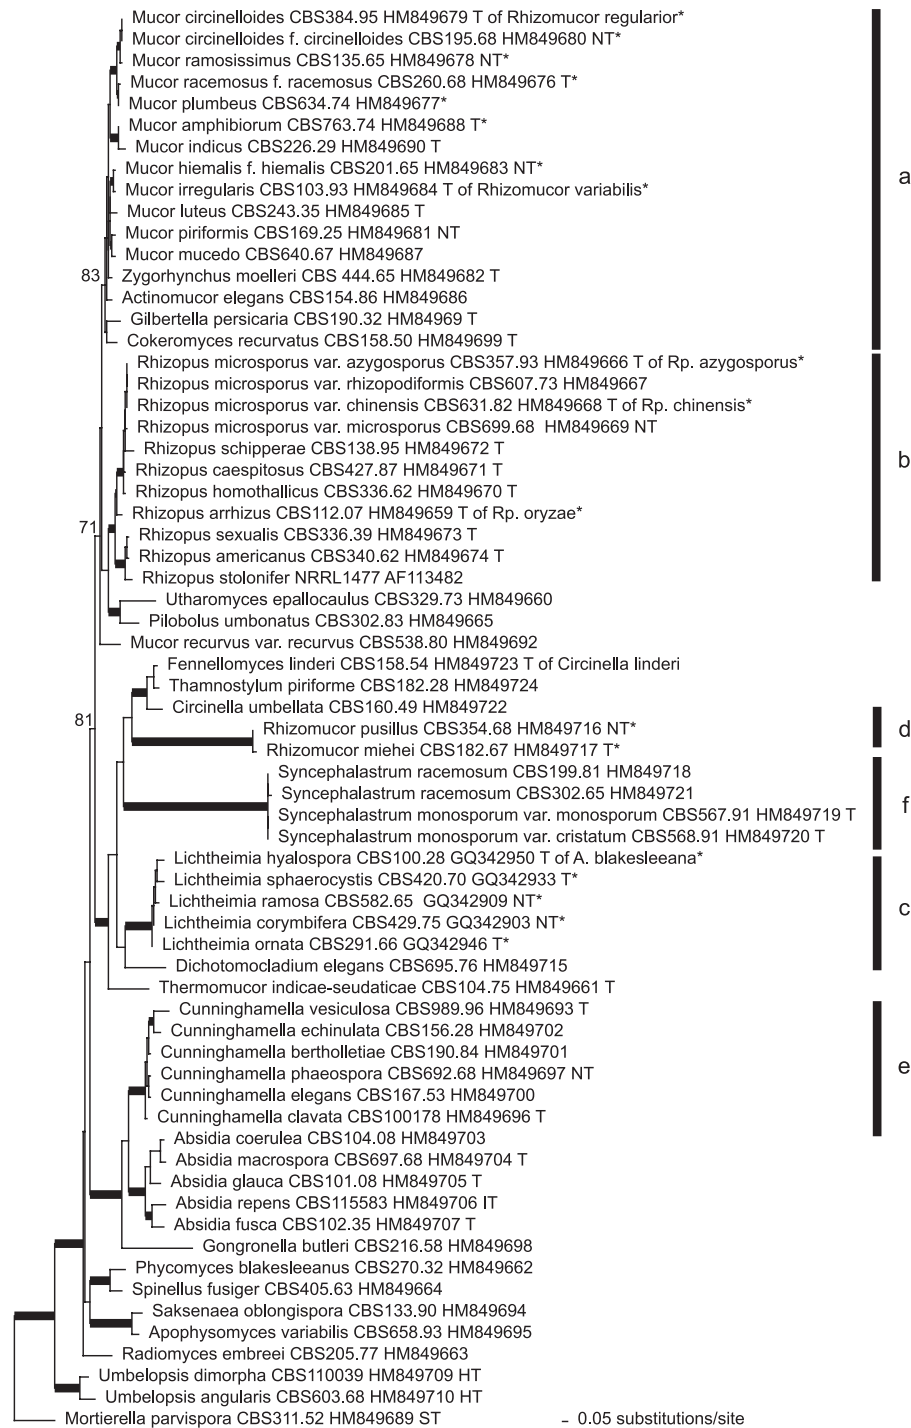 Mucor circinelloides CBS384.95 HM849679 T of Rhizomucor regularior*
Mucor circinelloides f. circinelloides CBS195.68 HM849680 NT*
Mucor ramosissimus CBS135.65 HM849678 NT*
Mucor racemosus f. racemosus CBS260.68 HM849676 T*
Mucor plumbeus CBS634.74 HM849677*
Mucor amphibiorum CBS763.74 HM849688 T*
Mucor indicus CBS226.29 HM849690 T
Mucor hiemalis f. hiemalis CBS201.65 HM849683 NT*
a
Mucor irregularis CBS103.93 HM849684 T of Rhizomucor variabilis*
Mucor luteus CBS243.35 HM849685 T
Mucor piriformis CBS169.25 HM849681 NT
Mucor mucedo CBS640.67 HM849687
83
Zygorhynchus moelleri CBS 444.65 HM849682 T
Actinomucor elegans CBS154.86 HM849686
Gilbertella persicaria CBS190.32 HM84969 T
Cokeromyces recurvatus CBS158.50 HM849699 T
Rhizopus microsporus var. azygosporus CBS357.93 HM849666 T of Rp. azygosporus*
Rhizopus microsporus var. rhizopodiformis CBS607.73 HM849667
Rhizopus microsporus var. chinensis CBS631.82 HM849668 T of Rp. chinensis*
Rhizopus microsporus var. microsporus CBS699.68 HM849669 NT
Rhizopus schipperae CBS138.95 HM849672 T
b
Rhizopus caespitosus CBS427.87 HM849671 T
Rhizopus homothallicus CBS336.62 HM849670 T
Rhizopus arrhizus CBS112.07 HM849659 T of Rp. oryzae*
71
Rhizopus sexualis CBS336.39 HM849673 T
Rhizopus americanus CBS340.62 HM849674 T
Rhizopus stolonifer NRRL1477 AF113482
Utharomyces epallocaulus CBS329.73 HM849660
Pilobolus umbonatus CBS302.83 HM849665
Mucor recurvus var. recurvus CBS538.80 HM849692
Fennellomyces linderi CBS158.54 HM849723 T of Circinella linderi
Thamnostylum piriforme CBS182.28 HM849724
Circinella umbellata CBS160.49 HM849722
81
Rhizomucor pusillus CBS354.68 HM849716 NT*
d
Rhizomucor miehei CBS182.67 HM849717 T*
Syncephalastrum racemosum CBS199.81 HM849718
Syncephalastrum racemosum CBS302.65 HM849721
f
Syncephalastrum monosporum var. monosporum CBS567.91 HM849719 T
Syncephalastrum monosporum var. cristatum CBS568.91 HM849720 T
Lichtheimia hyalospora CBS100.28 GQ342950 T of A. blakesleeana*
Lichtheimia sphaerocystis CBS420.70 GQ342933 T*
Lichtheimia ramosa CBS582.65 GQ342909 NT*
c
Lichtheimia corymbifera CBS429.75 GQ342903 NT*
Lichtheimia ornata CBS291.66 GQ342946 T*
Dichotomocladium elegans CBS695.76 HM849715
Thermomucor indicae-seudaticae CBS104.75 HM849661 T
Cunninghamella vesiculosa CBS989.96 HM849693 T
Cunninghamella echinulata CBS156.28 HM849702
Cunninghamella bertholletiae CBS190.84 HM849701
e
Cunninghamella phaeospora CBS692.68 HM849697 NT
Cunninghamella elegans CBS167.53 HM849700
Cunninghamella clavata CBS100178 HM849696 T
Absidia coerulea CBS104.08 HM849703
Absidia macrospora CBS697.68 HM849704 T
Absidia glauca CBS101.08 HM849705 T
Absidia repens CBS115583 HM849706 IT
Absidia fusca CBS102.35 HM849707 T
Gongronella butleri CBS216.58 HM849698
Phycomyces blakesleeanus CBS270.32 HM849662
Spinellus fusiger CBS405.63 HM849664
Saksenaea oblongispora CBS133.90 HM849694
Apophysomyces variabilis CBS658.93 HM849695
Radiomyces embreei CBS205.77 HM849663
Umbelopsis dimorpha CBS110039 HM849709 HT
Umbelopsis angularis CBS603.68 HM849710 HT
Mortierella parvispora CBS311.52 HM849689 ST
0.05 substitutions/site